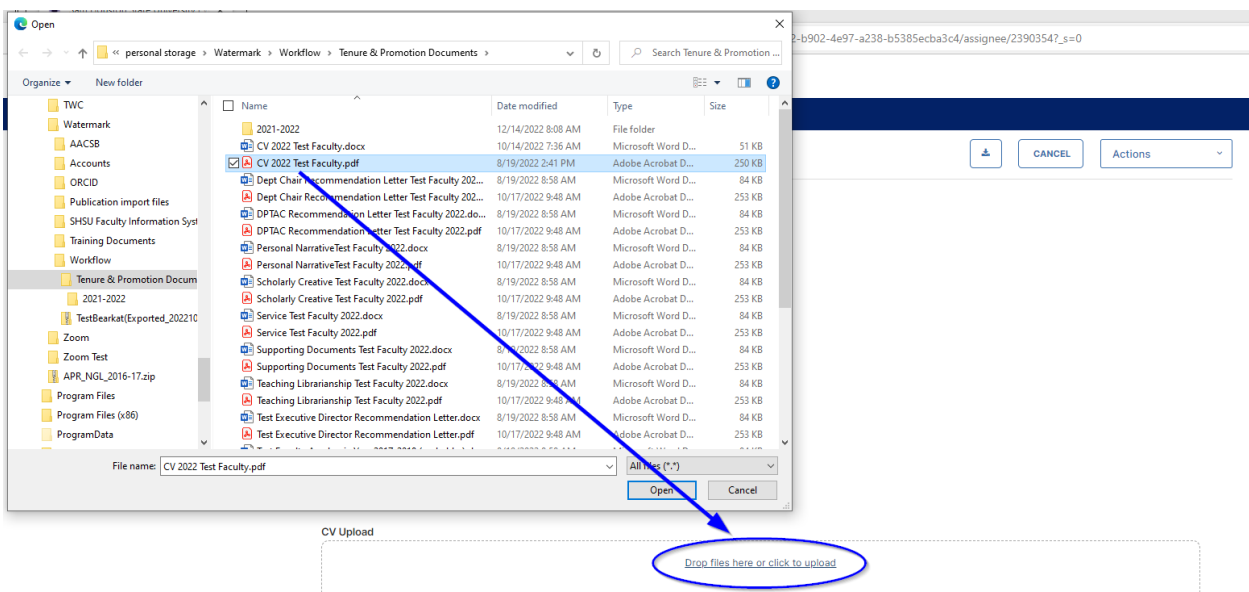 Open
2-b902-4e97-a238-b5385ecba3c4/assignee/2390354?_s=0
« personal storage > Watermark > Workflow > Tenure & Promotion Documents >
Search Tenure & Promotion ...
Organize
New folder
TWC
Watermark
AACSB
Accounts
ORCID
Publication import files
SHSU Faculty Information Syst
Training Documents
Workflow
Tenure & Promotion Docum
2021-2022
TestBearkat(Exported_202210
Zoom
Zoom Test
APR_NGL_2016-17.zip
Program Files
Program Files (x86)
ProgramData
Name Date modified Type Size
2021-2022 12/14/2022 8:08 AM File folder
CV 2022 Test Faculty.docx 10/14/2022 7:36 AM Microsoft Word D... 51 KB
CV 2022 Test Faculty.pdf 8/19/2022 2:41 PM Adobe Acrobat D... 250 KB
Dept Chair Recommendation Letter Test Faculty 202... 8/19/2022 8:58 AM Microsoft Word D... 84 KB
Dept Chair Recommendation Letter Test Faculty 202... 10/17/2022 9:48 AM Adobe Acrobat D... 253 KB
DPTAC Recommendation Letter Test Faculty 2022.do... 8/19/2022 8:58 AM Microsoft Word D... 84 KB
DPTAC Recommendation Letter Test Faculty 2022.pdf 10/17/2022 9:48 AM Adobe Acrobat D... 253 KB
Personal NarrativeTest Faculty 2022.docx 8/19/2022 8:58 AM Microsoft Word D... 84 KB
Personal NarrativeTest Faculty 2022.pdf 10/17/2022 9:48 AM Adobe Acrobat D... 253 KB
Scholarly Creative Test Faculty 2022.docx 8/19/2022 8:58 AM Microsoft Word D... 84 KB
Scholarly Creative Test Faculty 2022.pdf 10/17/2022 9:48 AM Adobe Acrobat D... 253 KB
Service Test Faculty 2022.docx 8/19/2022 8:58 AM Microsoft Word D... 84 KB
Service Test Faculty 2022.pdf 10/17/2022 9:48 AM Adobe Acrobat D... 253 KB
Supporting Documents Test Faculty 2022.docx 8/19/2022 8:58 AM Microsoft Word D... 84 KB
Supporting Documents Test Faculty 2022.pdf 10/17/2022 9:48 AM Adobe Acrobat D... 253 KB
Teaching Librarianship Test Faculty 2022.docx 8/19/2022 8:58 AM Microsoft Word D... 84 KB
Teaching Librarianship Test Faculty 2022.pdf 10/17/2022 9:48 AM Adobe Acrobat D... 253 KB
Test Executive Director Recommendation Letter.docx 8/19/2022 8:58 AM Microsoft Word D... 84 KB
Test Executive Director Recommendation Letter.pdf 10/17/2022 9:48 AM Adobe Acrobat D... 253 KB
CANCEL
Actions
File name: CV 2022 Test Faculty.pdf
All files (*.*)
Open
Cancel
CV Upload
Drop files here or click to upload